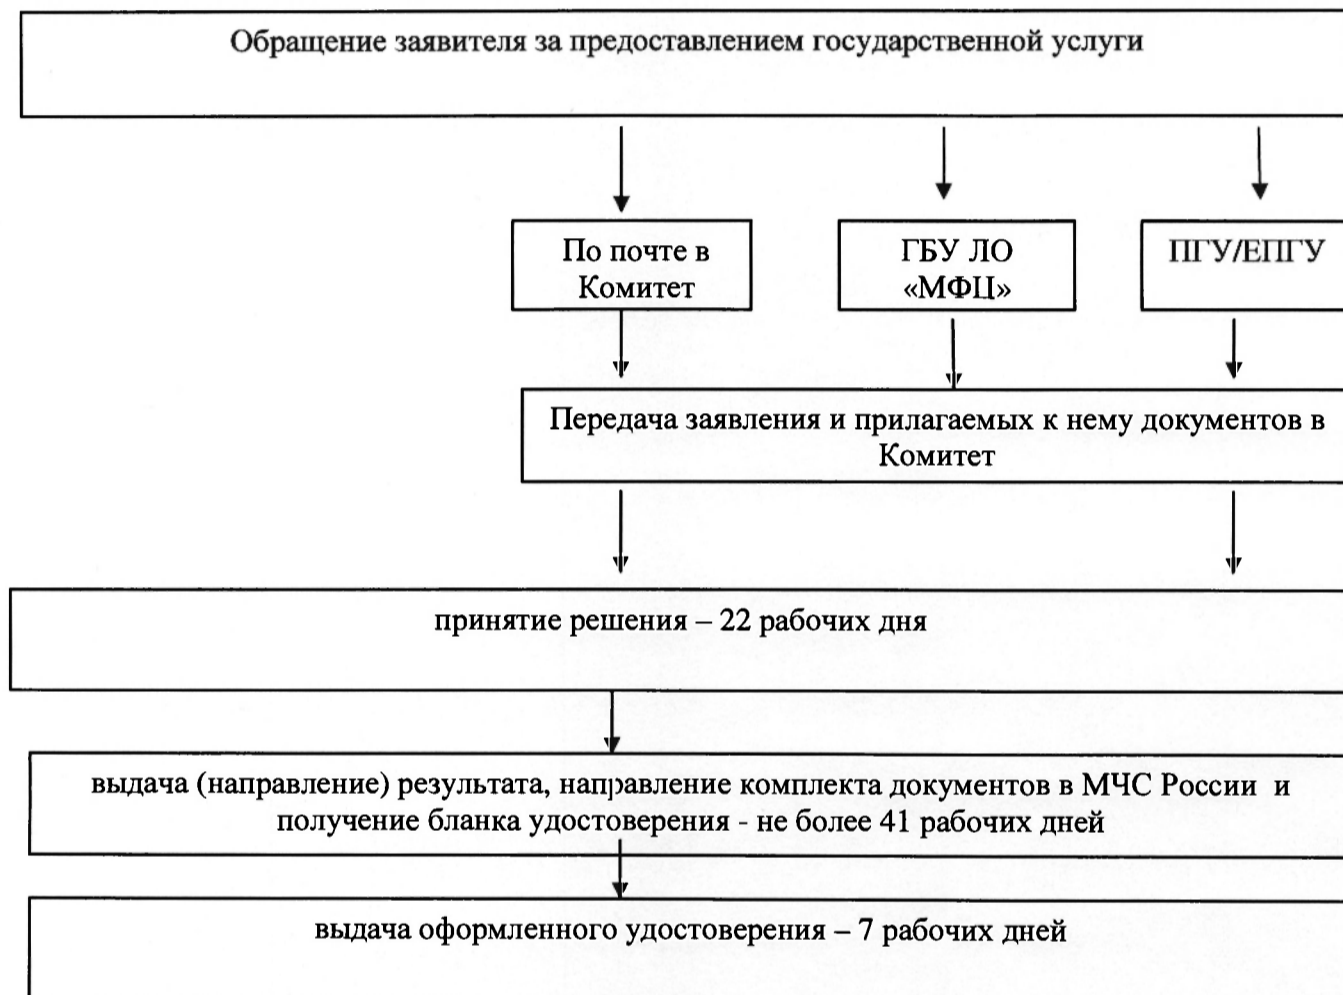 Обращение заявителя за предоставлением государственной услуги
По почте в
Комитет
ГБУ ЛО
«МФЦ»
ПГУ/ЕПГУ
Передача заявления и прилагаемых к нему документов в
Комитет
принятие решения – 22 рабочих дня
выдача (направление) результата, направление комплекта документов в МЧС России и
получение бланка удостоверения - не более 41 рабочих дней
выдача оформленного удостоверения – 7 рабочих дней